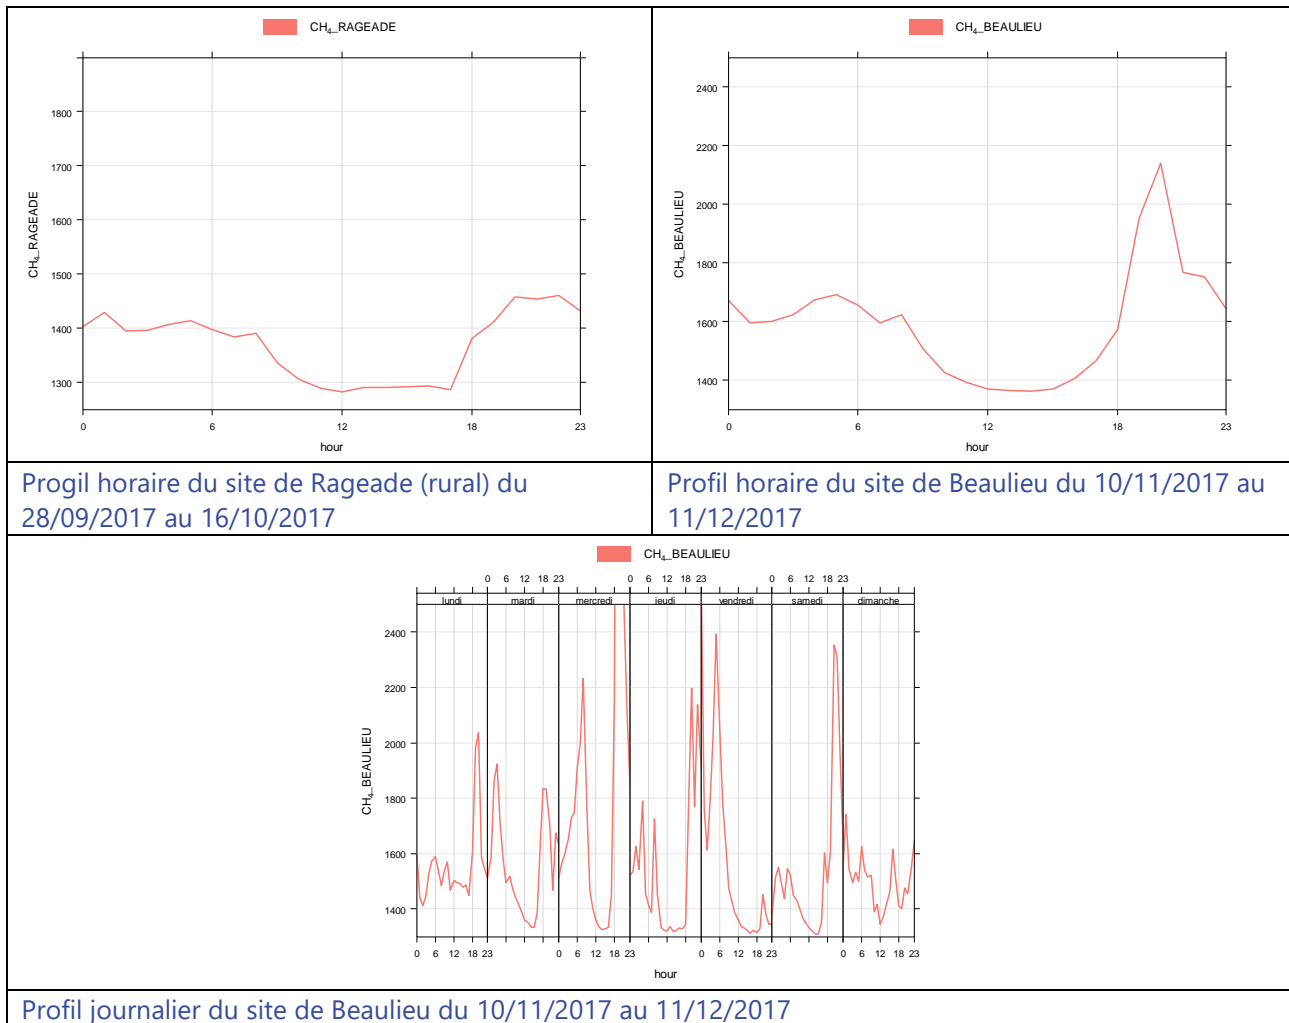 CH₄_RAGEADE
1800
1700
1600
1500
1400
1300
CH₄_RAGEADE
0 6 12 18 23
hour
Progil horaire du site de Rageade (rural) du
28/09/2017 au 16/10/2017
CH₄_BEAULIEU
2400
2200
2000
1800
1600
1400
CH₄_BEAULIEU
0 6 12 18 23
hour
Profil horaire du site de Beaulieu du 10/11/2017 au
11/12/2017
CH₄_BEAULIEU
0 6 12 18 23 0 6 12 18 23 0 6 12 18 23
lundi mardi mercredi jeudi vendredi samedi dimanche
2400
2200
2000
1800
1600
1400
CH₄_BEAULIEU
0 6 12 18 23 0 6 12 18 23 0 6 12 18 23 0 6 12 18 23
hour
Profil journalier du site de Beaulieu du 10/11/2017 au 11/12/2017